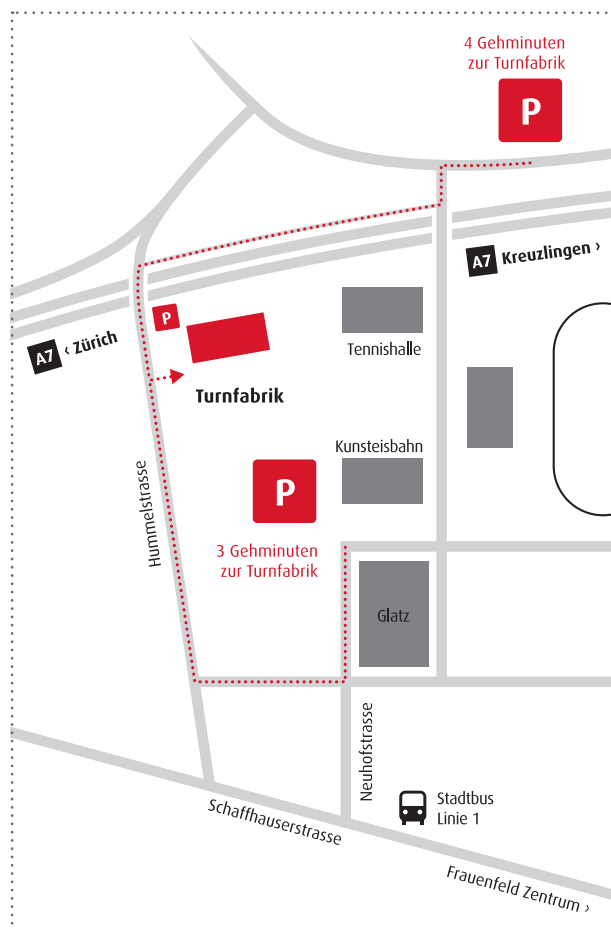 4 Gehminuten
zur Turnfabrik
P
A7 Kreuzlingen ›
P
A7 ‹ Zürich
Tennishalle
Turnfabrik
Kunsteisbahn
Hummelstrasse
P
3 Gehminuten
zur Turnfabrik
Glatz
Neuhofstrasse
Stadtbus
Linie 1
Schaffhauserstrasse
Frauenfeld Zentrum ›